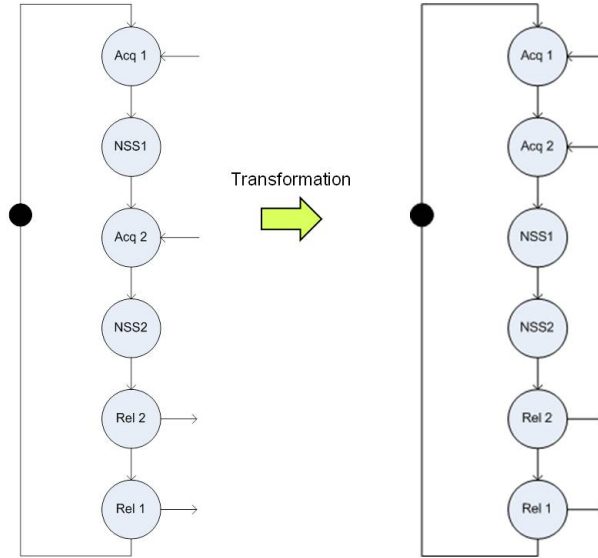 Acq 1
NSS1
Acq 2
NSS2
Rel 2
Rel 1
Transformation
Acq 1
Acq 2
NSS1
NSS2
Rel 2
Rel 1